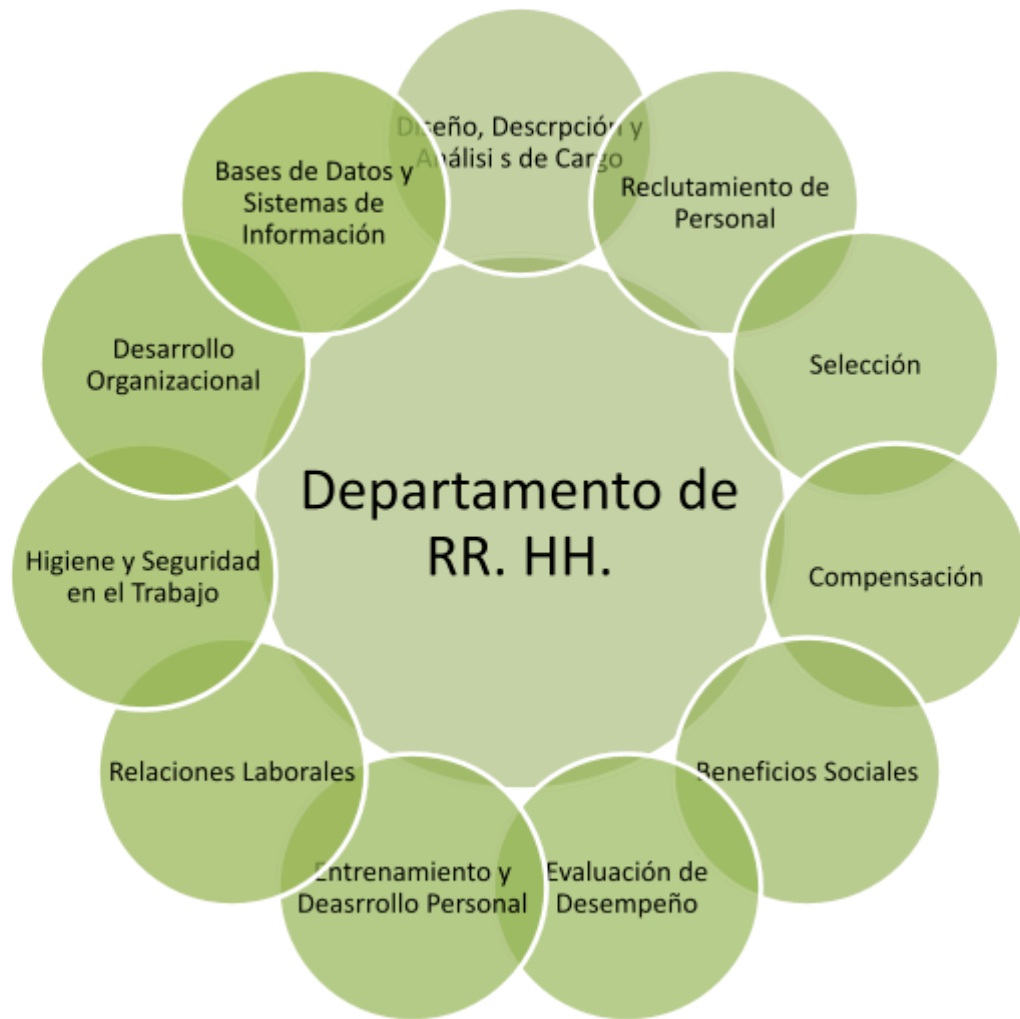 Diseño, Descrpción y
Análisi s de Cargo
Reclutamiento de
Personal
Selección
Compensación
Beneficios Sociales
Evaluación de
Desempeño
Entrenamiento y
Deasrrollo Personal
Relaciones Laborales
Higiene y Seguridad
en el Trabajo
Desarrollo
Organizacional
Bases de Datos y
Sistemas de
Información
Departamento de
RR. HH.